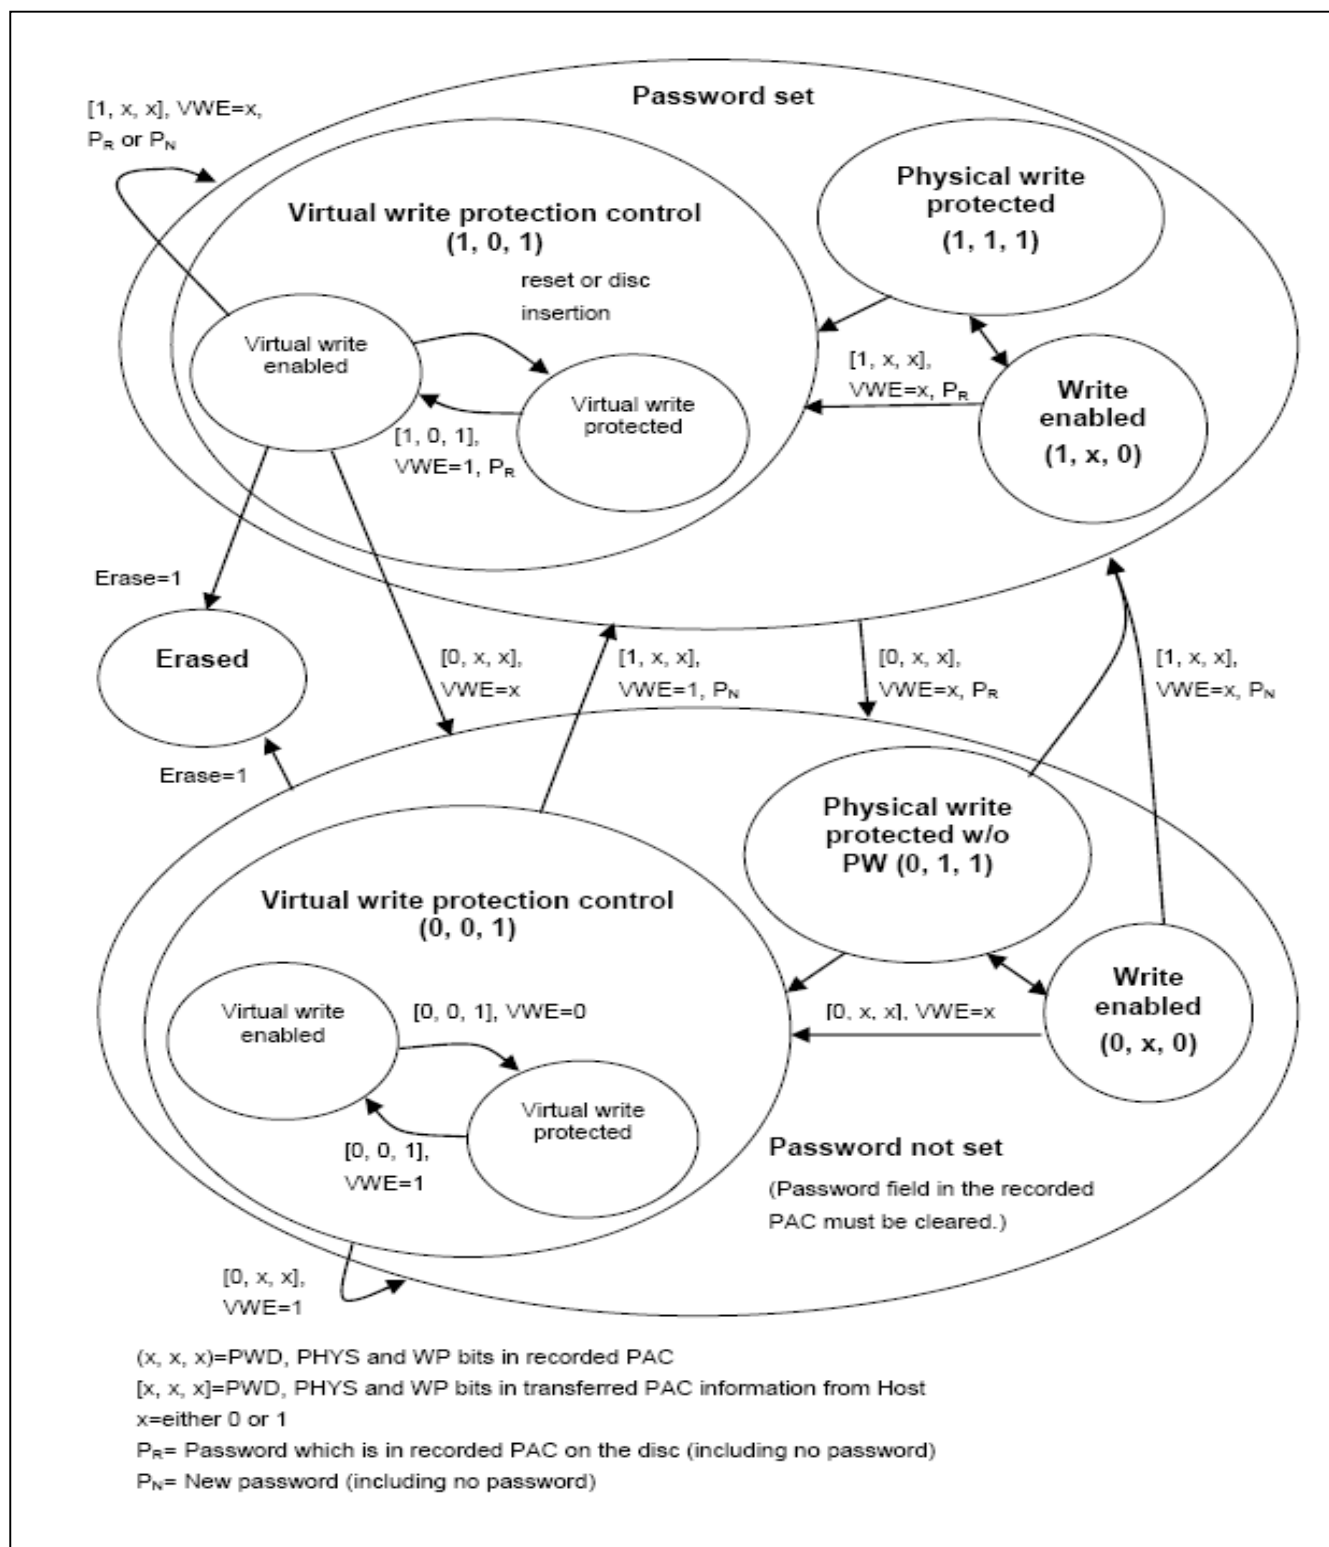 Password set
[1, x, x], VWE=x,
PR or PN
Physical write
protected
(1, 1, 1)
Virtual write protection control
(1, 0, 1)
reset or disc
insertion
Virtual write
enabled
[1, x, x],
VWE=x, PR
Write
enabled
(1, x, 0)
Virtual write
protected
[1, 0, 1],
VWE=1, PR
Erase=1
Erased
[0, x, x],
VWE=x
[1, x, x],
VWE=1, PN
[0, x, x],
VWE=x, PR
[1, x, x],
VWE=x, PN
Erase=1
Physical write
protected w/o
PW (0, 1, 1)
Virtual write protection control
(0, 0, 1)
Virtual write
enabled
[0, 0, 1], VWE=0
[0, x, x], VWE=x
Write
enabled
(0, x, 0)
Virtual write
protected
[0, 0, 1],
VWE=1
Password not set
(Password field in the recorded
PAC must be cleared.)
[0, x, x],
VWE=1
(x, x, x)=PWD, PHYS and WP bits in recorded PAC
[x, x, x]=PWD, PHYS and WP bits in transferred PAC information from Host
x=either 0 or 1
PR= Password which is in recorded PAC on the disc (including no password)
PN= New password (including no password)